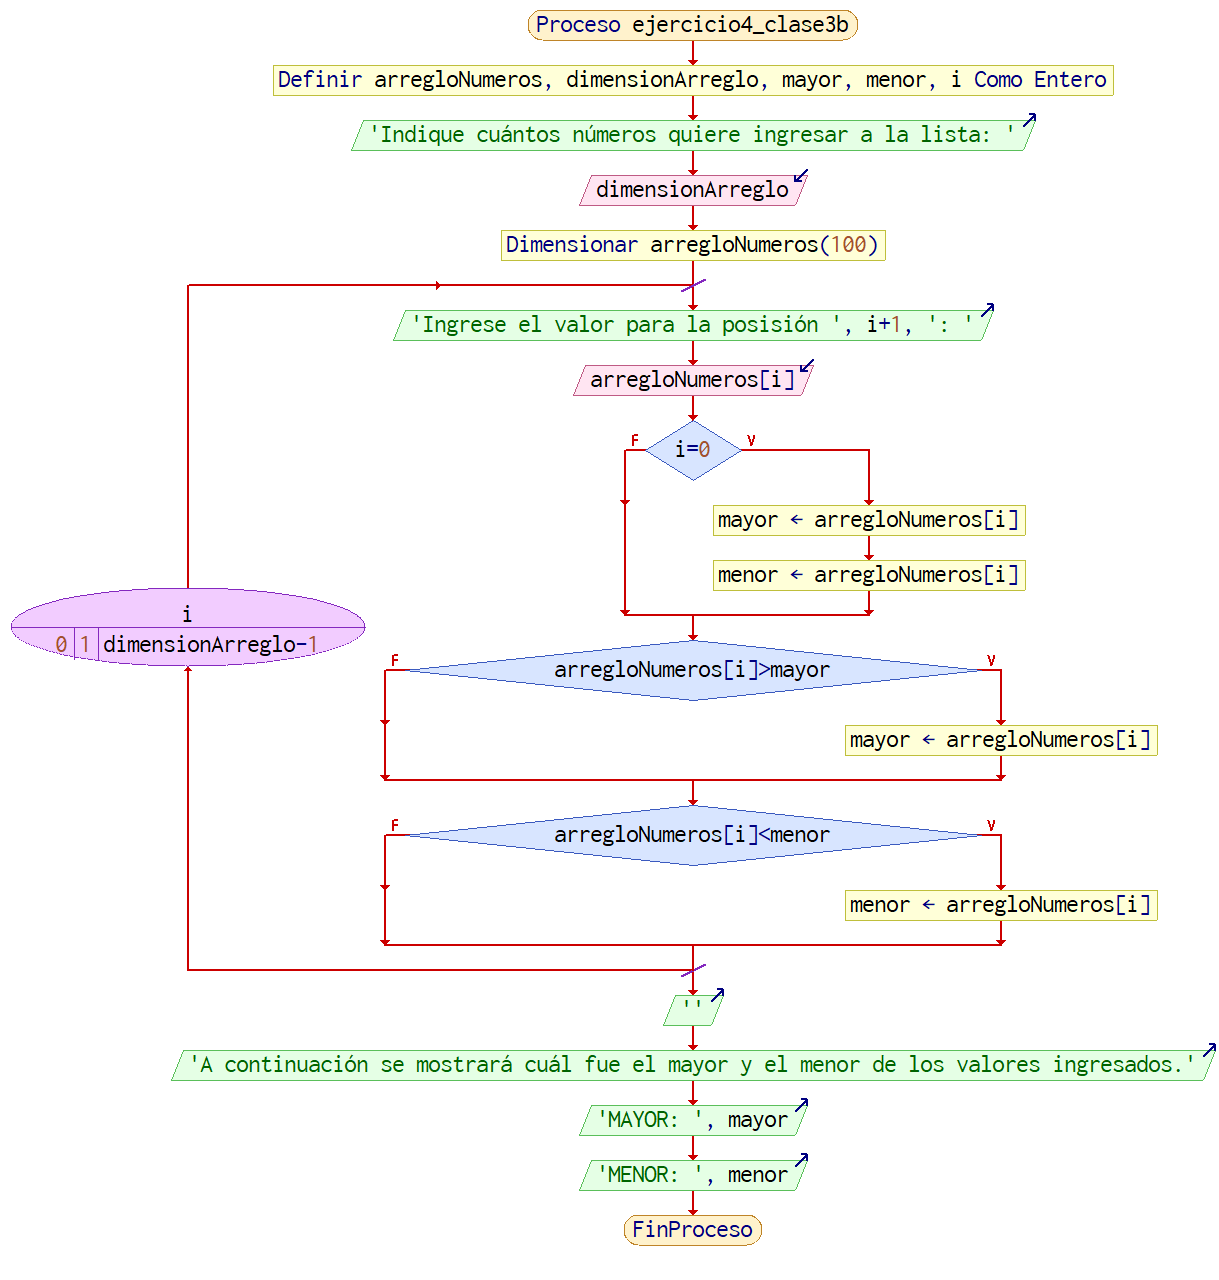 Proceso ejercicio4_clase3b
Definir arregloNumeros, dimensionArreglo, mayor, menor, i Como Entero
'Indique cuántos números quiere ingresar a la lista: '
dimensionArreglo
Dimensionar arregloNumeros(100)
'Ingrese el valor para la posisión ', i+1, ': '
arregloNumeros[i]
F
V
i=0
mayor ← arregloNumeros[i]
menor ← arregloNumeros[i]
i
0 1 dimensionArreglo-1
F
V
arregloNumeros[i]>mayor
mayor ← arregloNumeros[i]
F
V
arregloNumeros[i]<menor
menor ← arregloNumeros[i]
''
'A continuación se mostrará cuál fue el mayor y el menor de los valores ingresados.'
'MAYOR: ', mayor
'MENOR: ', menor
FinProceso